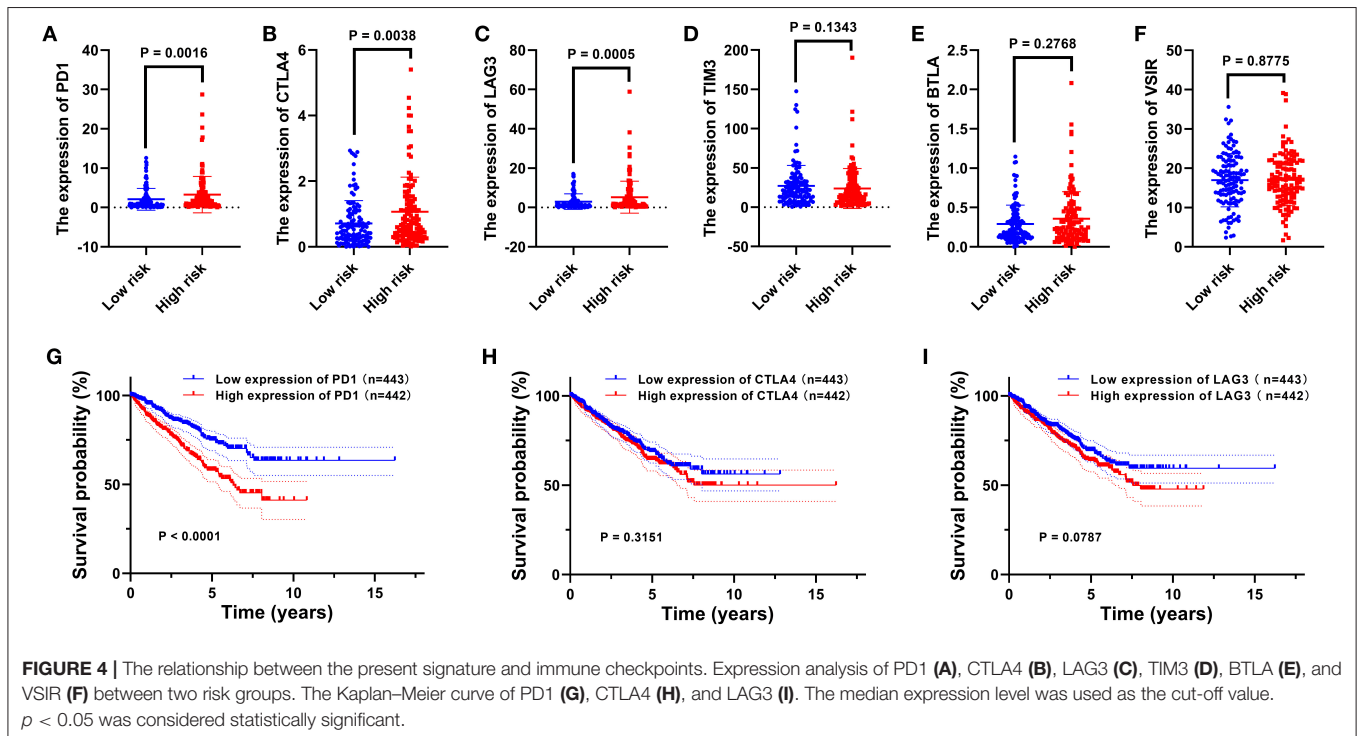 A
The expression of PD1
P = 0.0016
40
30
20
10
0
-10
Low risk
High risk
B
The expression of CTLA4
P = 0.0038
6
4
2
0
Low risk
High risk
C
The expression of LAG3
P = 0.0005
80
60
40
20
0
-20
Low risk
High risk
D
The expression of TIM3
P = 0.1343
200
150
100
50
0
-50
Low risk
High risk
E
The expression of BTLA
P = 0.2768
2.5
2.0
1.5
1.0
0.5
0.0
Low risk
High risk
F
The expression of VSIR
P = 0.8775
50
40
30
20
10
0
Low risk
High risk
G
Survival probability (%)
100
50
0
Low expression of PD1 (n=443)
High expression of PD1 (n=442)
P < 0.0001
0 5 10 15
Time (years)
H
Survival probability (%)
100
50
0
Low expression of CTLA4 (n=443)
High expression of CTLA4 (n=442)
P = 0.3151
0 5 10 15
Time (years)
I
Survival probability (%)
100
50
0
Low expression of LAG3 (n=443)
High expression of LAG3 (n=442)
P = 0.0787
0 5 10 15
Time (years)
FIGURE 4 | The relationship between the present signature and immune checkpoints. Expression analysis of PD1 (A), CTLA4 (B), LAG3 (C), TIM3 (D), BTLA (E), and
VSIR (F) between two risk groups. The Kaplan–Meier curve of PD1 (G), CTLA4 (H), and LAG3 (I). The median expression level was used as the cut-off value.
p < 0.05 was considered statistically significant.